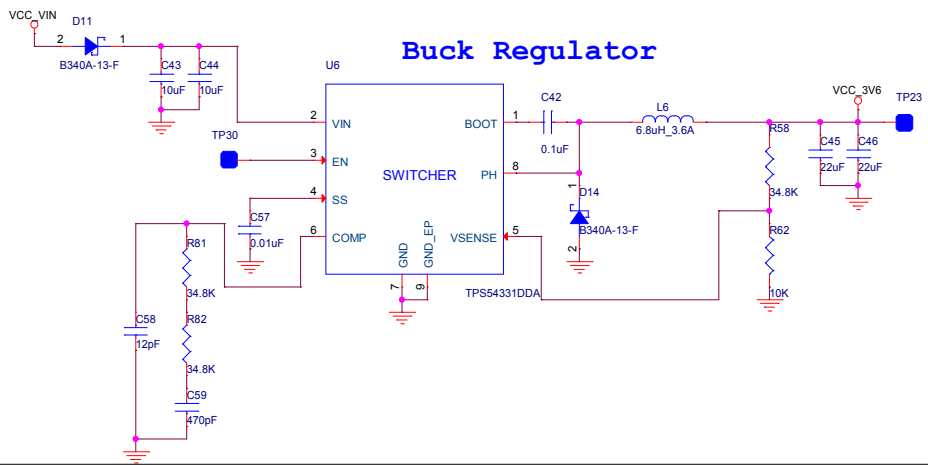 VCC_VIN
D11
2
1
B340A-13-F
Buck Regulator
C43
C44
10uF
10uF
U6
TP30
2
VIN
3
EN
4
SS
6
COMP
SWITCHER
BOOT
1
PH
8
VSENSE
5
GND
GND_EP
7
9
TPS54331DDA
C42
0.1uF
L6
6.8uH_3.6A
VCC_3V6
TP23
R58
34.8K
C45
C46
22uF
22uF
1
D14
B340A-13-F
2
R62
10K
C57
0.01uF
R81
34.8K
C58
12pF
R82
34.8K
C59
470pF